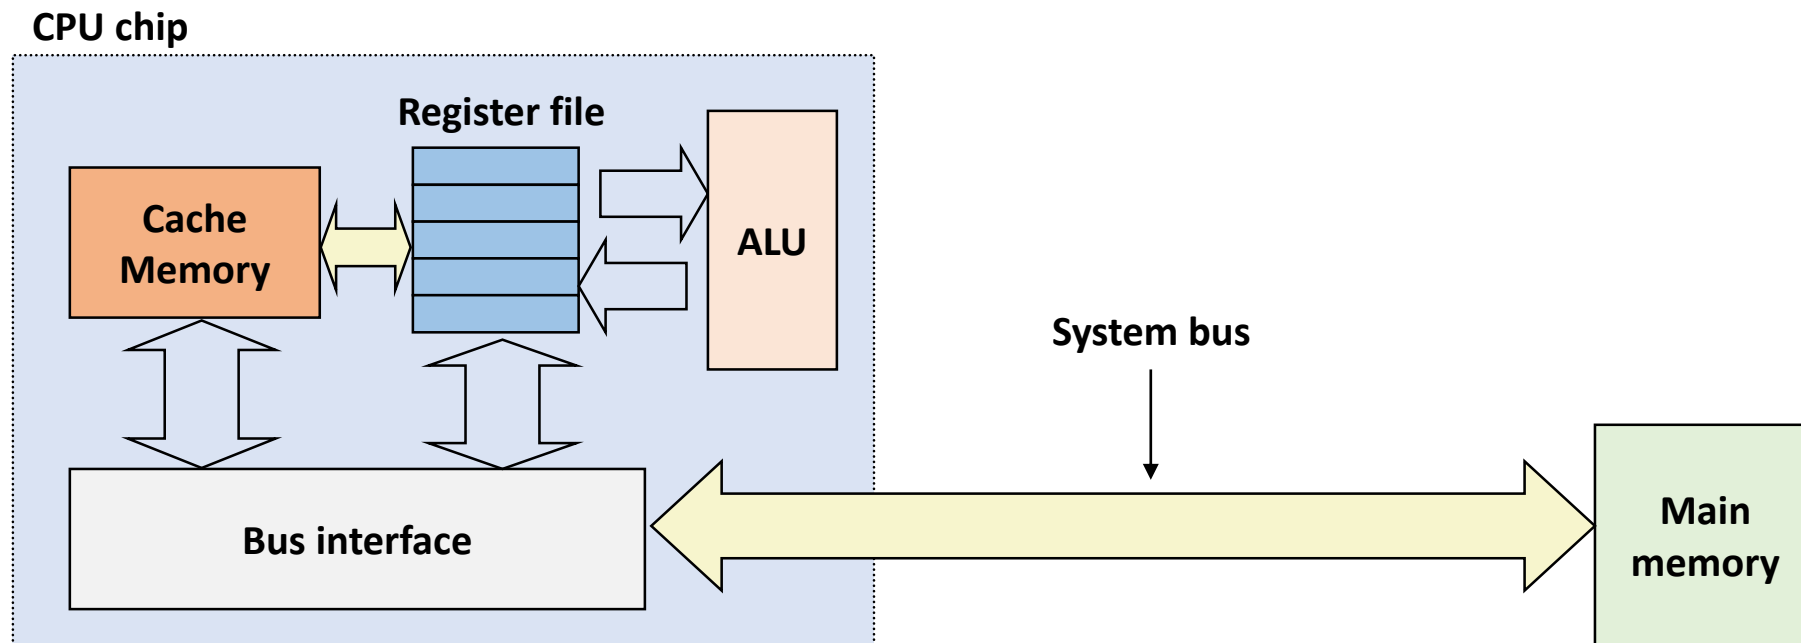 CPU chip
Register file
Cache
Memory
ALU
System bus
Bus interface
Main
memory